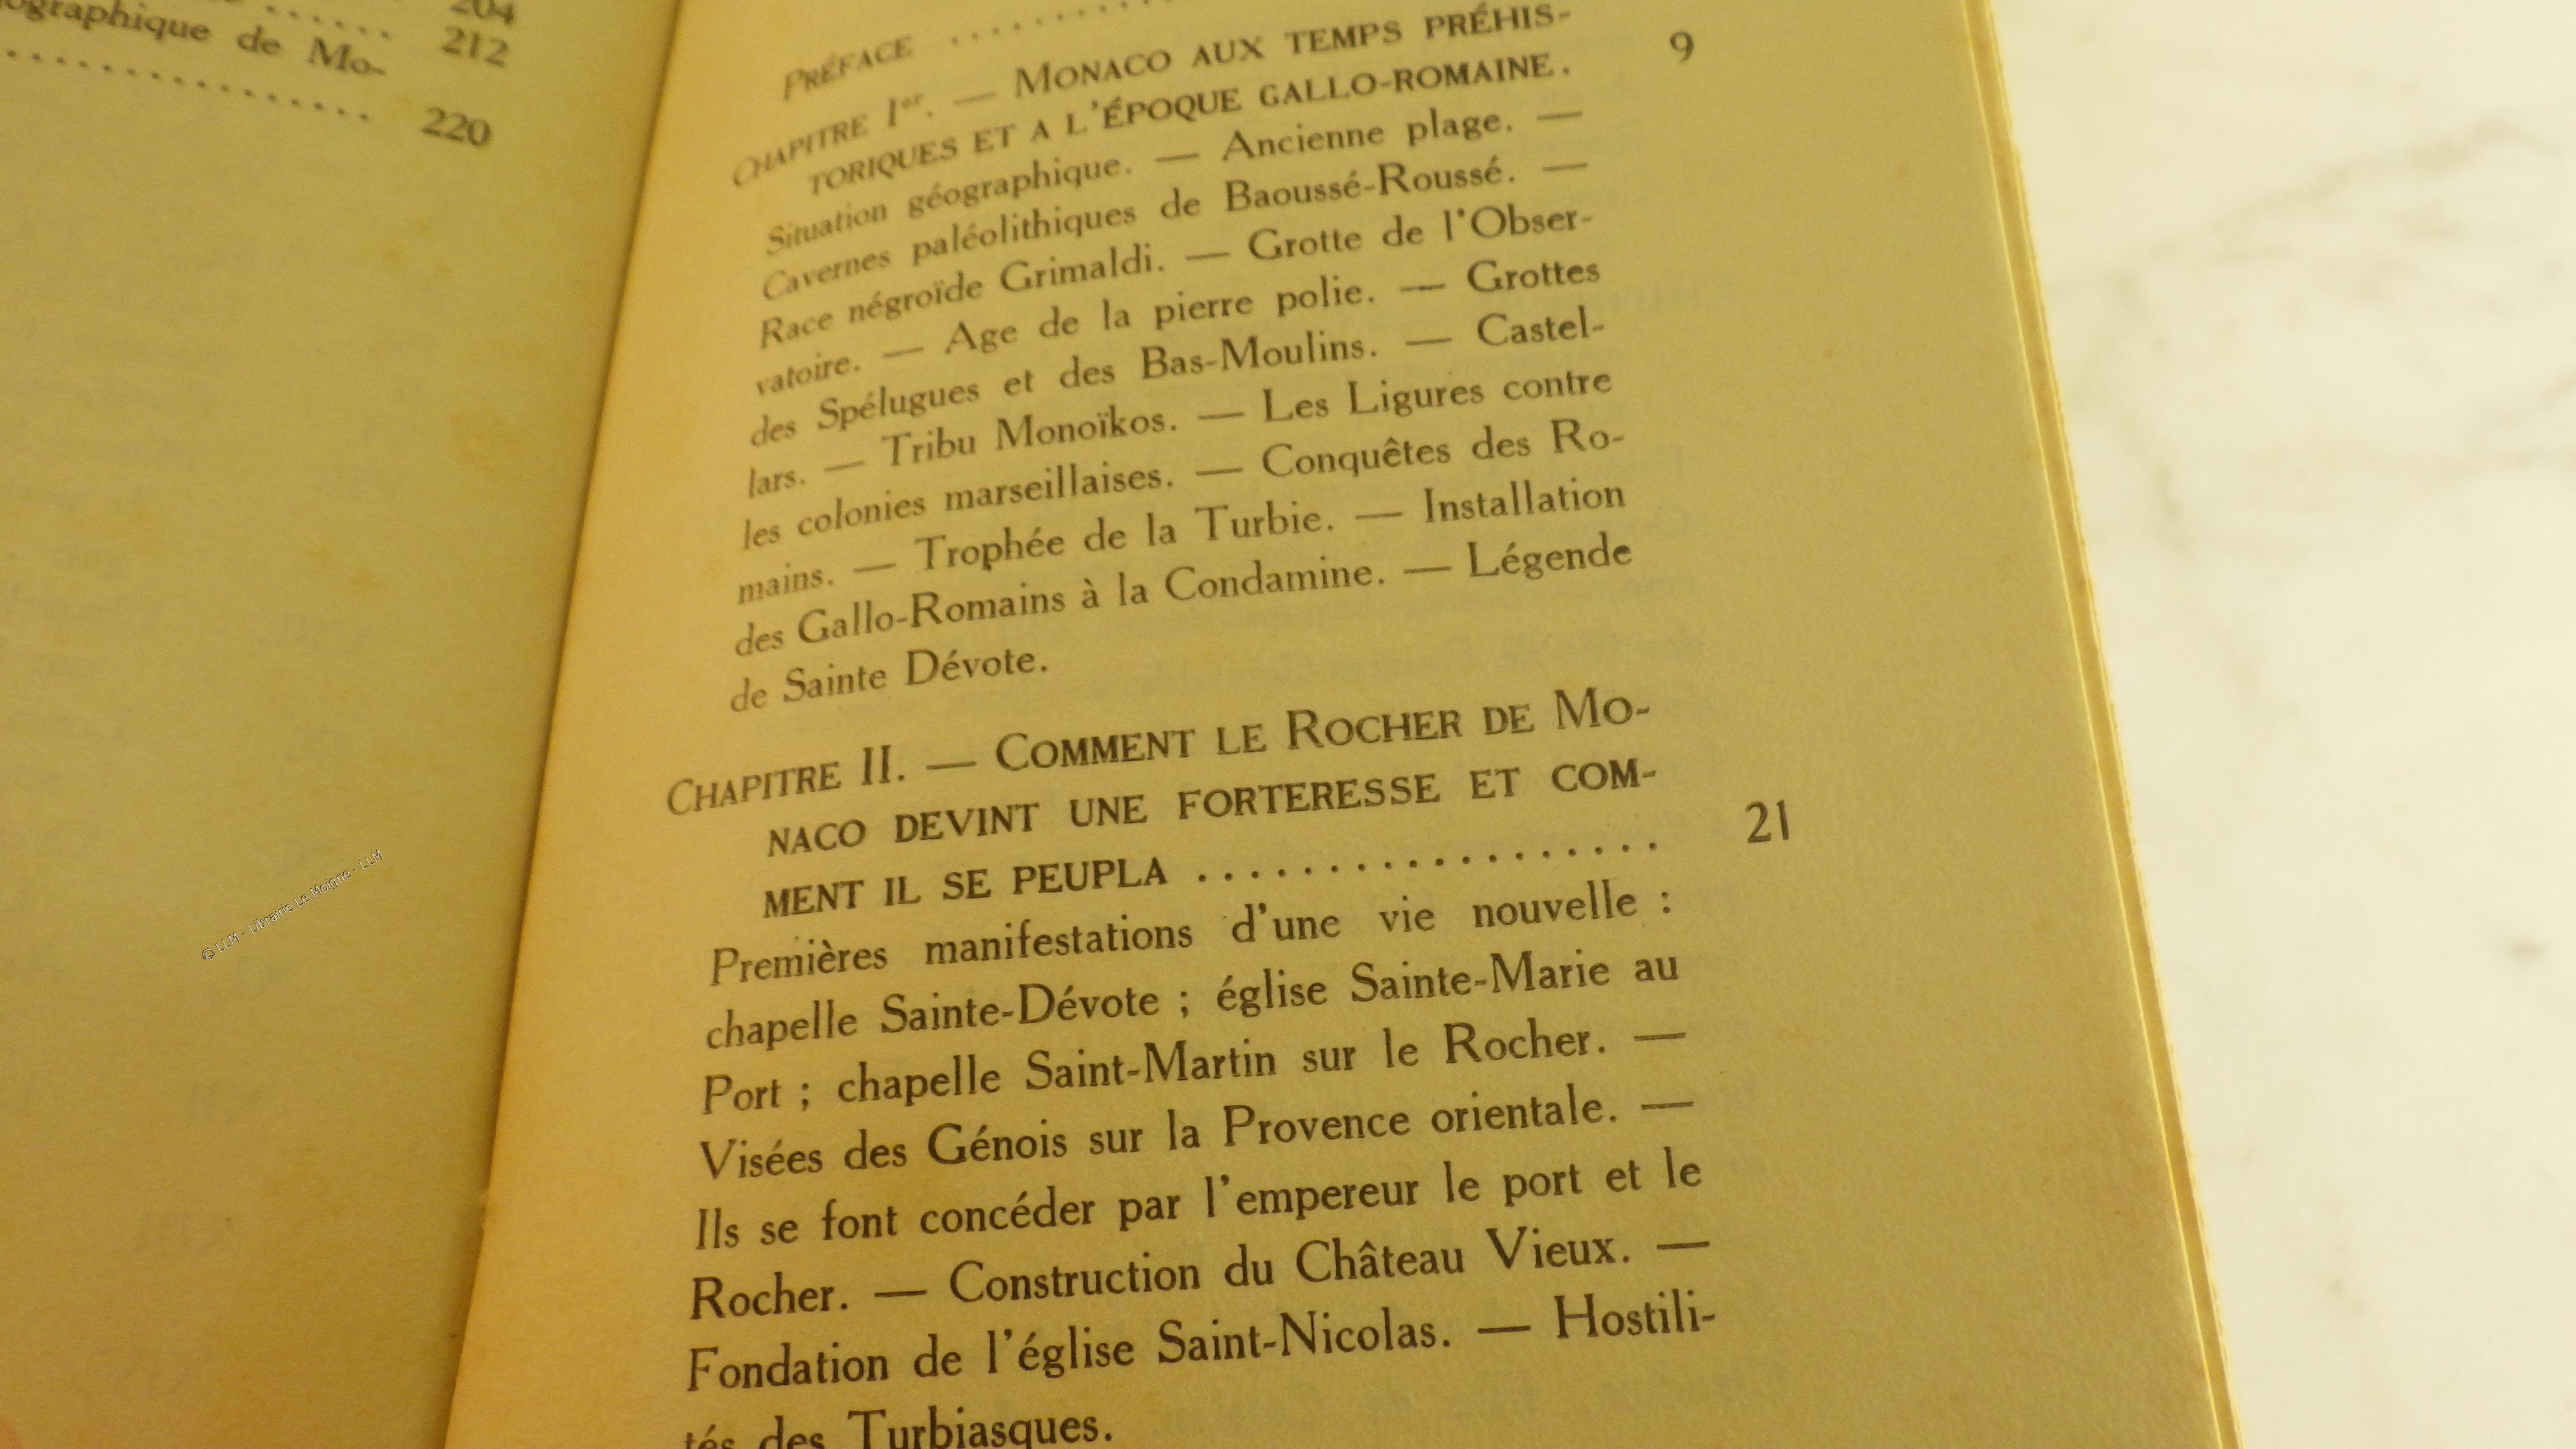 204
212
ographique de Mo-
220
PRÉFACE
CHAPITRE Ier. — MONACO AUX TEMPS PRÉHIS-
TORIQUES ET A L'ÉPOQUE GALLO-ROMAINE. 9
Situation géographique. — Ancienne plage. —
Cavernes paléolithiques de Baoussé-Roussé. —
Race négroïde Grimaldi. — Grotte de l'Obser-
vatoire. — Age de la pierre polie. — Grottes
des Spélugues et des Bas-Moulins. — Castel-
lars. — Tribu Monoïkos. — Les Ligures contre
les colonies marseillaises. — Conquêtes des Ro-
mains. — Trophée de la Turbie. — Installation
des Gallo-Romains à la Condamine. — Légende
de Sainte Dévote.
CHAPITRE II. — COMMENT LE ROCHER DE MO-
NACO DEVINT UNE FORTERESSE ET COM-
MENT IL SE PEUPLA .................. 21
Premières manifestations d'une vie nouvelle :
chapelle Sainte-Dévote ; église Sainte-Marie au
Port ; chapelle Saint-Martin sur le Rocher. —
Visées des Génois sur la Provence orientale. —
Ils se font concéder par l'empereur le port et le
Rocher. — Construction du Château Vieux. —
Fondation de l'église Saint-Nicolas. — Hostili-
tés des Turbiasques.
© LLM - Librairie Le Moigne - LLM